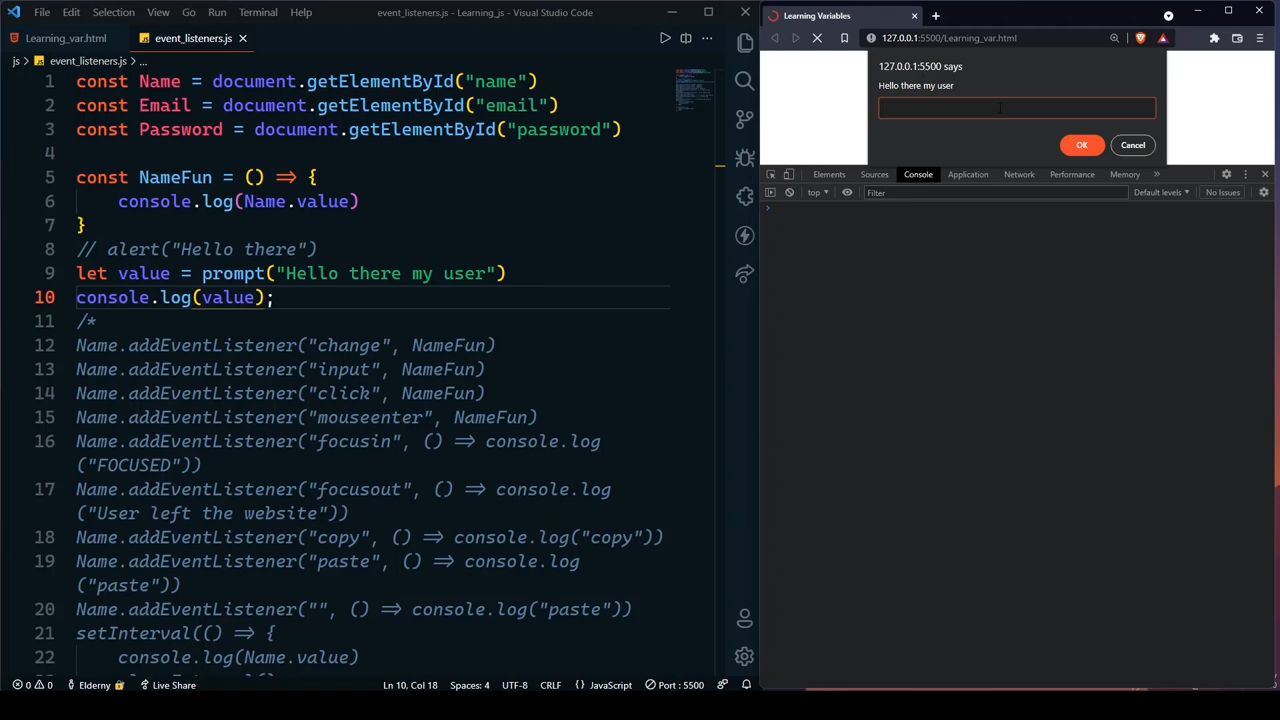 File Edit Selection View Go Run Terminal Help event_listeners.js - Learning_js - Visual Studio Code
Learning_var.html event_listeners.js
js > event_listeners.js > ...
1 const Name = document.getElementById("name")
2 const Email = document.getElementById("email")
3 const Password = document.getElementById("password")
4
5 const NameFun = () => {
6 console.log(Name.value)
7 }
8 // alert("Hello there")
9 let value = prompt("Hello there my user")
10 console.log(value);
11 /*
12 Name.addEventListener("change", NameFun)
13 Name.addEventListener("input", NameFun)
14 Name.addEventListener("click", NameFun)
15 Name.addEventListener("mouseenter", NameFun)
16 Name.addEventListener("focusin", () => console.log
("FOCUSED"))
17 Name.addEventListener("focusout", () => console.log
("User left the website"))
18 Name.addEventListener("copy", () => console.log("copy"))
19 Name.addEventListener("paste", () => console.log
("paste"))
20 Name.addEventListener("", () => console.log("paste"))
21 setInterval(() => {
22 console.log(Name.value)
0 0 Elderny Live Share Ln 10, Col 18 Spaces: 4 UTF-8 CRLF JavaScript Port : 5500
Learning Variables
127.0.0.1:5500/Learning_var.html
127.0.0.1:5500 says
Hello there my user
OK Cancel
Elements Sources Console Application Network Performance Memory
top Filter Default levels No Issues